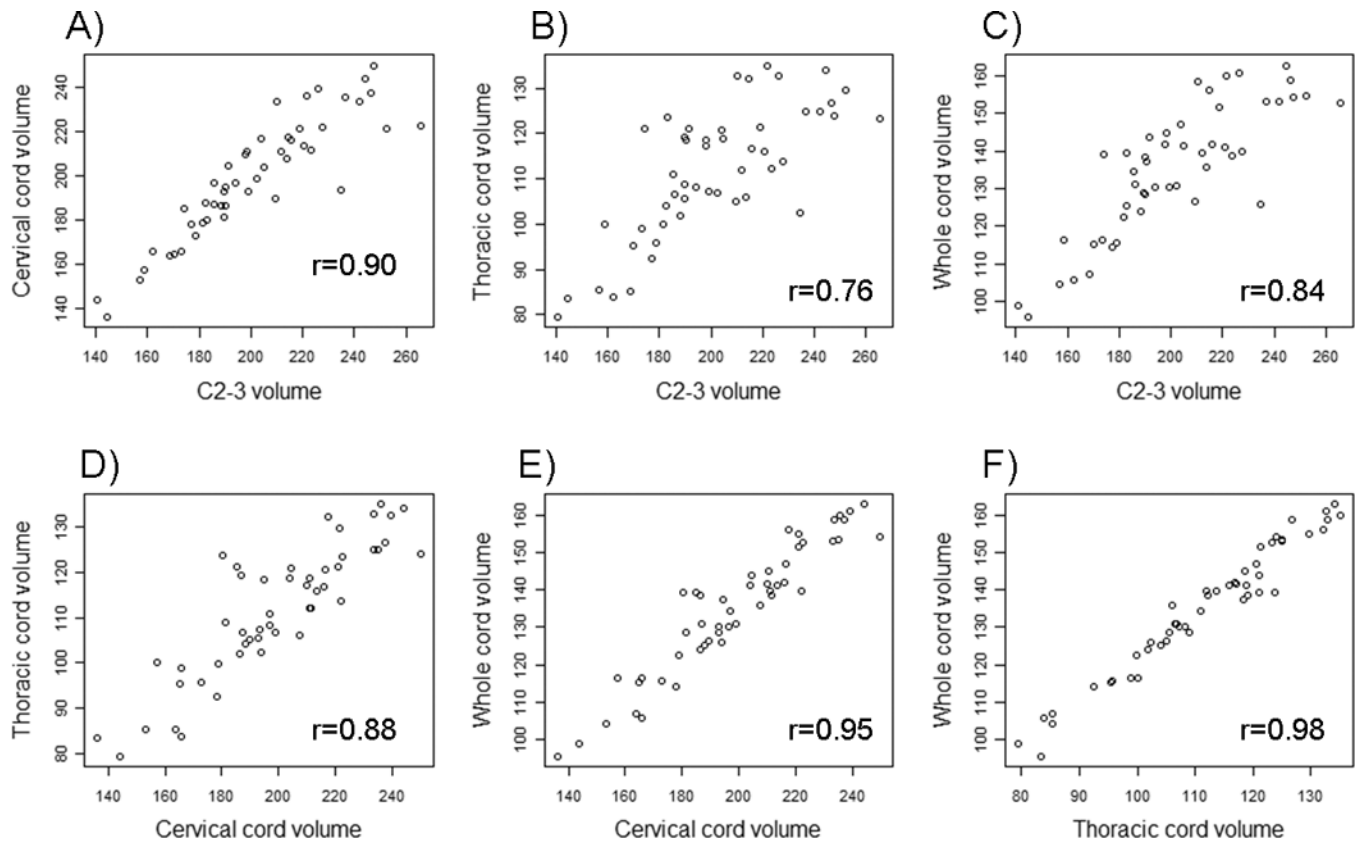 A)
B)
C)
Cervical cord volume
140 160 180 200 220 240
r=0.90
140 160 180 200 220 240 260
C2-3 volume
Thoracic cord volume
80 90 100 110 120 130
r=0.76
140 160 180 200 220 240 260
C2-3 volume
Whole cord volume
100 110 120 130 140 150 160
r=0.84
140 160 180 200 220 240 260
C2-3 volume
D)
E)
F)
Thoracic cord volume
80 90 100 110 120 130
r=0.88
140 160 180 200 220 240
Cervical cord volume
Whole cord volume
100 110 120 130 140 150 160
r=0.95
140 160 180 200 220 240
Cervical cord volume
Whole cord volume
100 110 120 130 140 150 160
r=0.98
80 90 100 110 120 130
Thoracic cord volume